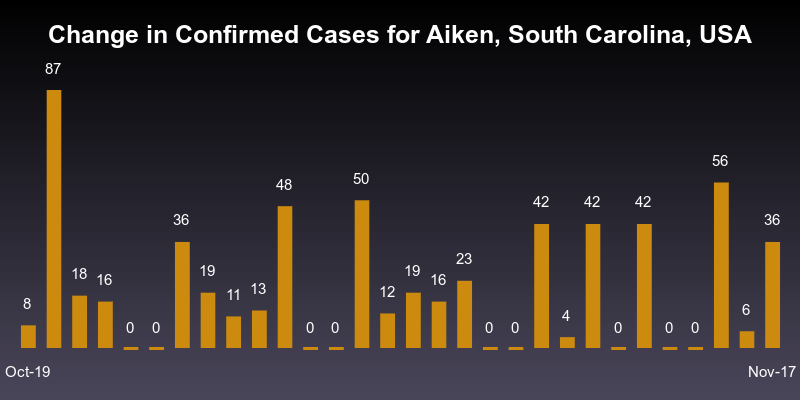 Change in Confirmed Cases for Aiken, South Carolina, USA
8 87 18 16 0 0 36 19 11 13 48 0 0 50 12 19 16 23 0 0 42 4 42 0 42 0 0 56 6 36
Oct-19 Nov-17